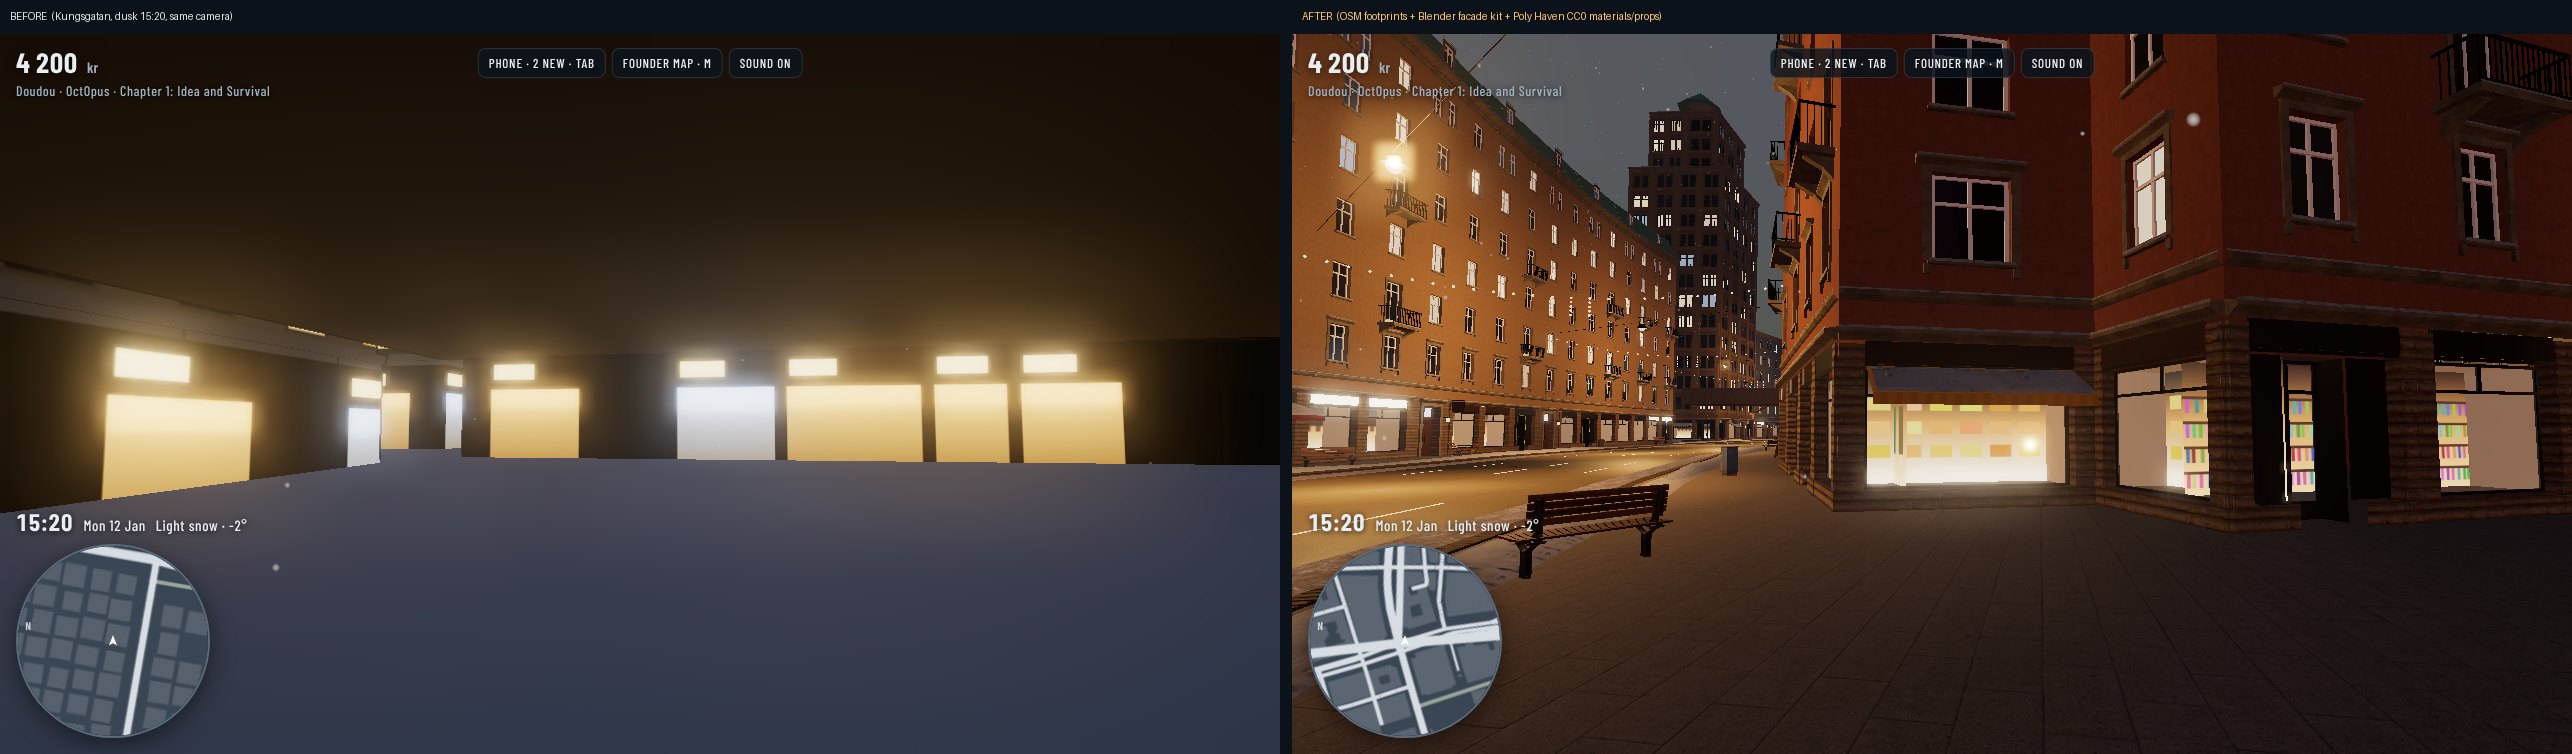 BEFORE (Kungsgatan, dusk 15:20, same camera)
4 200 kr
PHONE · 2 NEW · TAB
FOUNDER MAP · M
SOUND ON
Doudou · OctOpus · Chapter 1: Idea and Survival
15:20 Mon 12 Jan Light snow · -2°
N
AFTER (OSM footprints + Blender facade kit + Poly Haven CC0 materials/props)
4 200 kr
PHONE · 2 NEW · TAB
FOUNDER MAP · M
SOUND ON
Doudou · OctOpus · Chapter 1: Idea and Survival
15:20 Mon 12 Jan Light snow · -2°
N